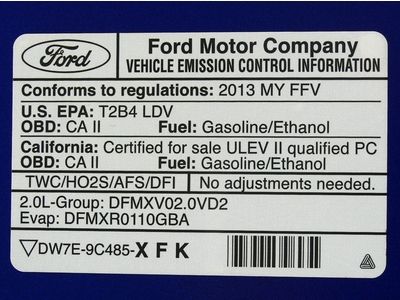 Ford
Ford Motor Company
VEHICLE EMISSION CONTROL INFORMATION
Conforms to regulations: 2013 MY FFV
U.S. EPA: T2B4 LDV
OBD: CA II Fuel: Gasoline/Ethanol
California: Certified for sale ULEV II qualified PC
OBD: CA II Fuel: Gasoline/Ethanol
TWC/HO2S/AFS/DFI No adjustments needed.
2.0L-Group: DFMXV02.0VD2
Evap: DFMXR0110GBA
DW7E-9C485-X F K